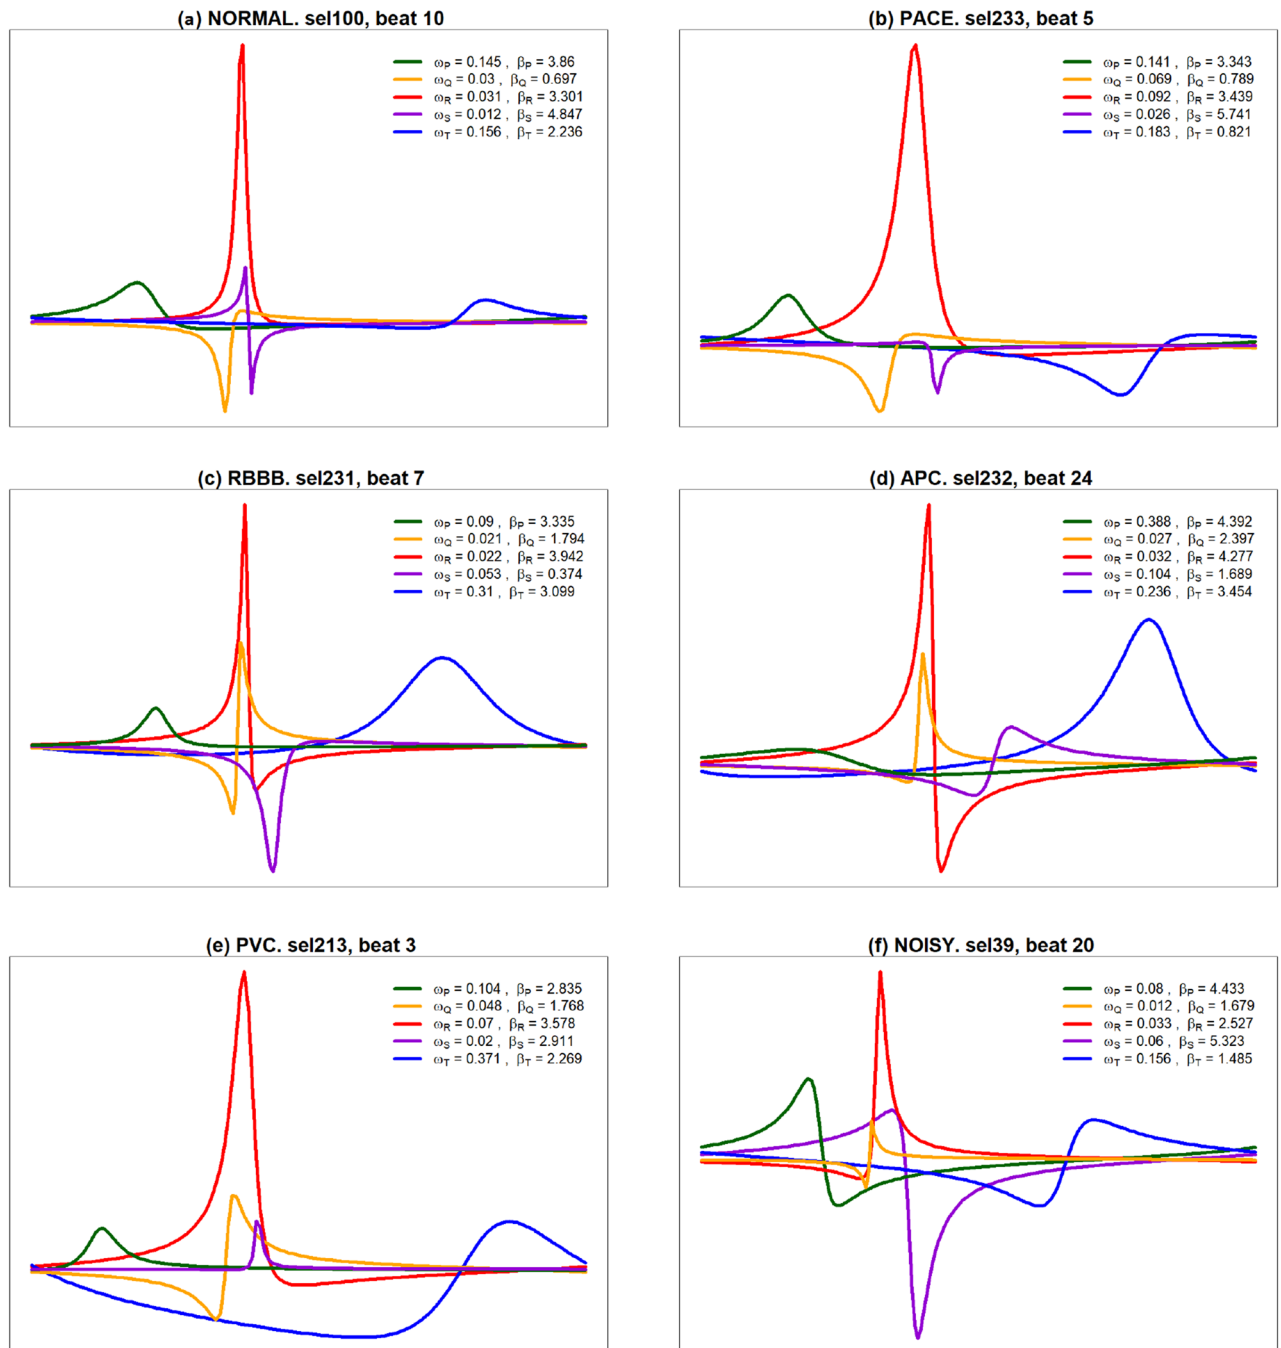 (a) NORMAL. sel100, beat 10
ωP = 0.145 , βP = 3.86
ωQ = 0.03 , βQ = 0.697
ωR = 0.031 , βR = 3.301
ωS = 0.012 , βS = 4.847
ωT = 0.156 , βT = 2.236
(b) PACE. sel233, beat 5
ωP = 0.141 , βP = 3.343
ωQ = 0.069 , βQ = 0.789
ωR = 0.092 , βR = 3.439
ωS = 0.026 , βS = 5.741
ωT = 0.183 , βT = 0.821
(c) RBBB. sel231, beat 7
ωP = 0.09 , βP = 3.335
ωQ = 0.021 , βQ = 1.794
ωR = 0.022 , βR = 3.942
ωS = 0.053 , βS = 0.374
ωT = 0.31 , βT = 3.099
(d) APC. sel232, beat 24
ωP = 0.388 , βP = 4.392
ωQ = 0.027 , βQ = 2.397
ωR = 0.032 , βR = 4.277
ωS = 0.104 , βS = 1.689
ωT = 0.236 , βT = 3.454
(e) PVC. sel213, beat 3
ωP = 0.104 , βP = 2.835
ωQ = 0.048 , βQ = 1.768
ωR = 0.07 , βR = 3.578
ωS = 0.02 , βS = 2.911
ωT = 0.371 , βT = 2.269
(f) NOISY. sel39, beat 20
ωP = 0.08 , βP = 4.433
ωQ = 0.012 , βQ = 1.679
ωR = 0.033 , βR = 2.527
ωS = 0.06 , βS = 5.323
ωT = 0.156 , βT = 1.485